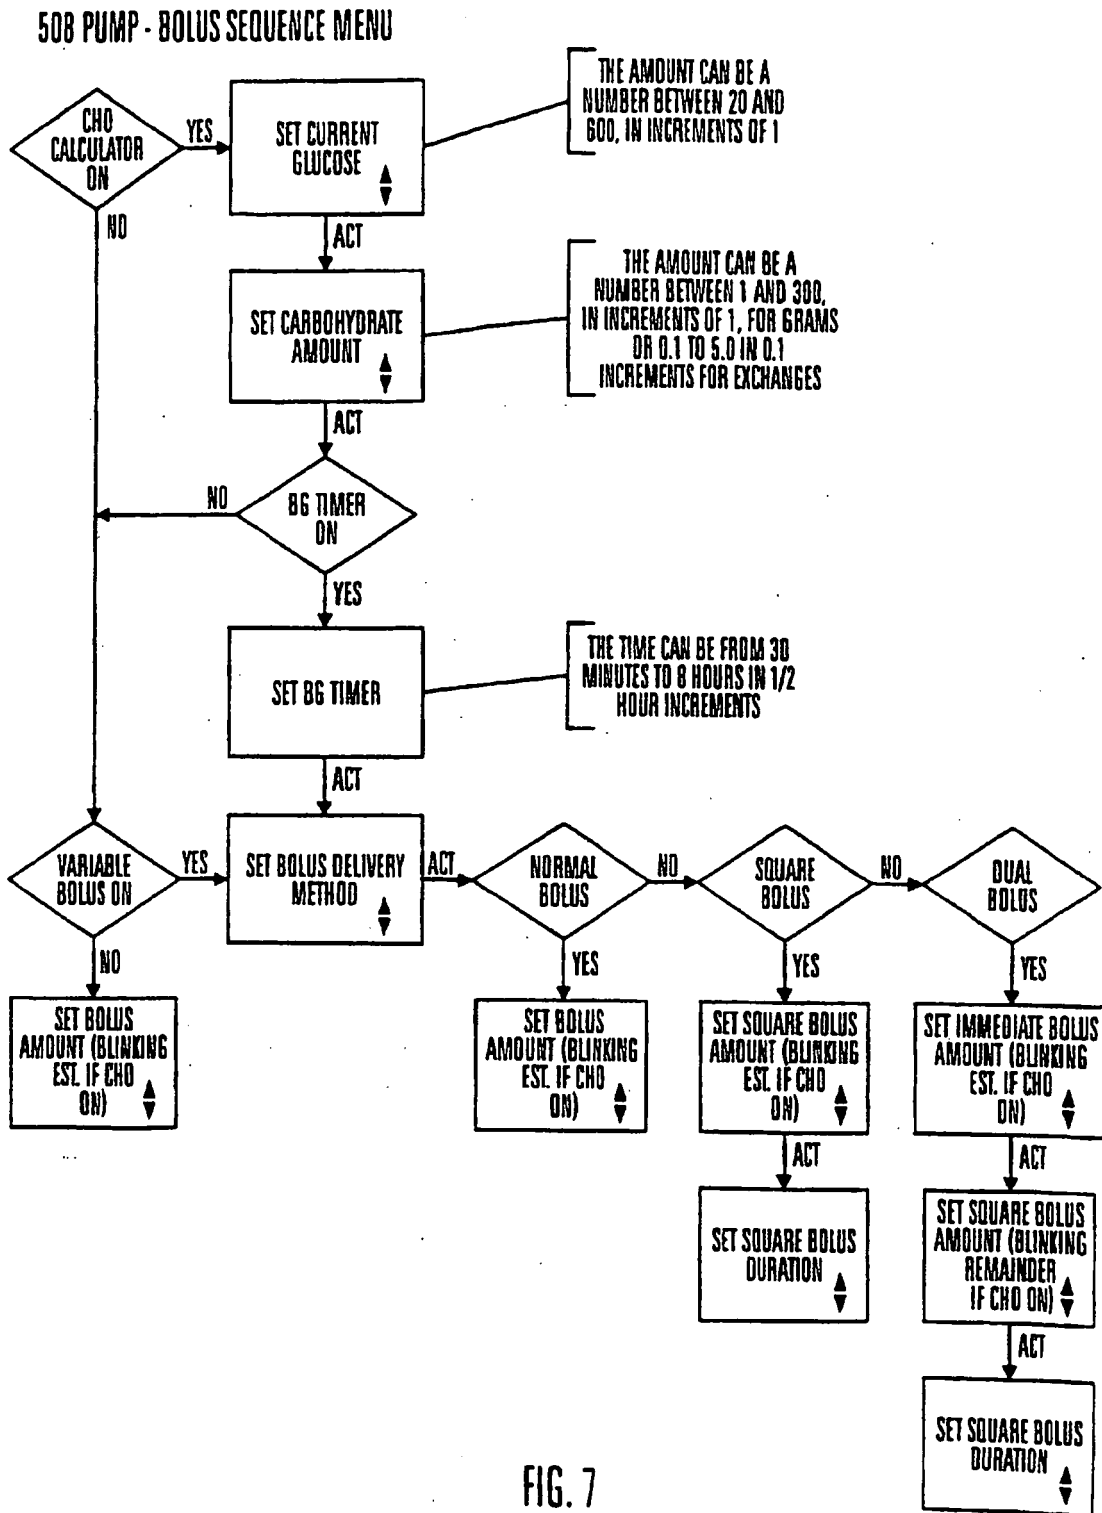 508 PUMP - BOLUS SEQUENCE MENU
CHO
CALCULATOR
ON
YES
NO
SET CURRENT
GLUCOSE
THE AMOUNT CAN BE A
NUMBER BETWEEN 20 AND
600, IN INCREMENTS OF 1
ACT
SET CARBOHYDRATE
AMOUNT
THE AMOUNT CAN BE A
NUMBER BETWEEN 1 AND 300,
IN INCREMENTS OF 1, FOR GRAMS
OR 0.1 TO 5.0 IN 0.1
INCREMENTS FOR EXCHANGES
ACT
BG TIMER
ON
NO
YES
SET BG TIMER
THE TIME CAN BE FROM 30
MINUTES TO 8 HOURS IN 1/2
HOUR INCREMENTS
ACT
VARIABLE
BOLUS ON
YES
SET BOLUS DELIVERY
METHOD
ACT
NORMAL
BOLUS
NO
SQUARE
BOLUS
NO
DUAL
BOLUS
NO
YES
YES
YES
SET BOLUS
AMOUNT (BLINKING
EST. IF CHO
ON)
SET BOLUS
AMOUNT (BLINKING
EST. IF CHO
ON)
SET SQUARE BOLUS
AMOUNT (BLINKING
EST. IF CHO
ON)
SET IMMEDIATE BOLUS
AMOUNT (BLINKING
EST. IF CHO
ON)
ACT
ACT
SET SQUARE BOLUS
DURATION
SET SQUARE BOLUS
AMOUNT (BLINKING
REMAINDER
IF CHO ON)
ACT
SET SQUARE BOLUS
DURATION
FIG. 7